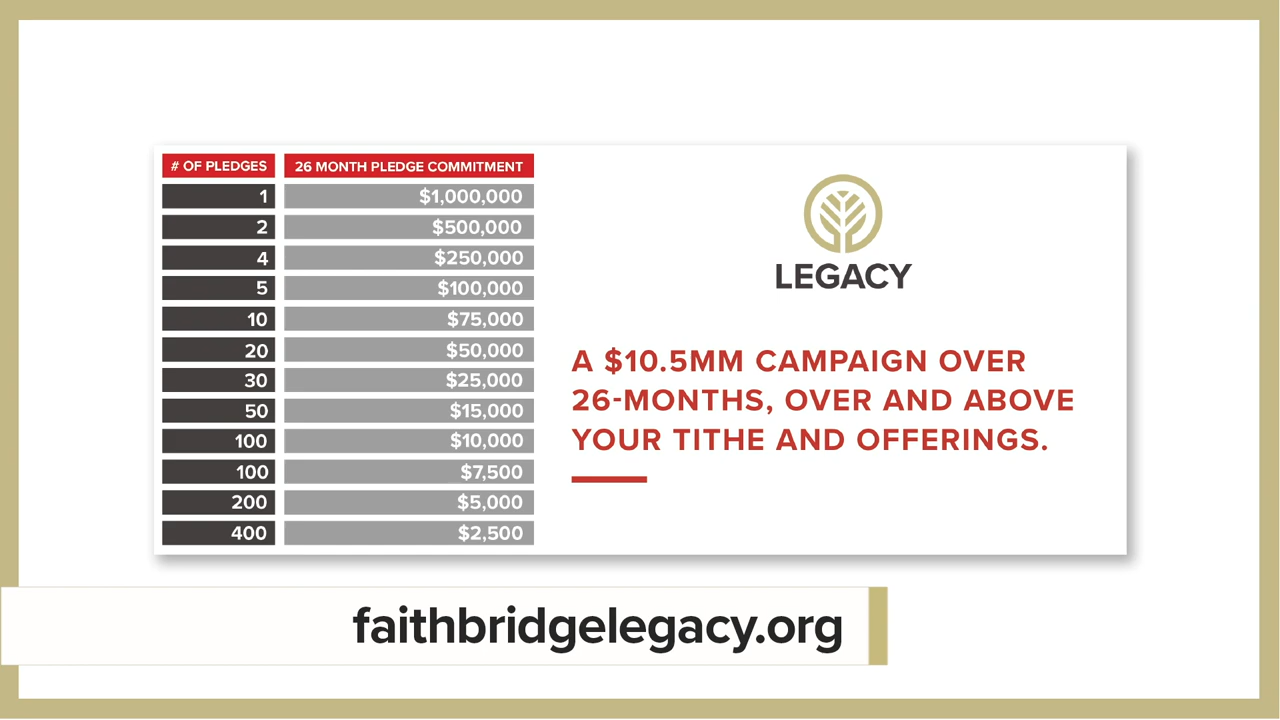 # OF PLEDGES 26 MONTH PLEDGE COMMITMENT
1 $1,000,000
2 $500,000
4 $250,000
5 $100,000
10 $75,000
20 $50,000
30 $25,000
50 $15,000
100 $10,000
100 $7,500
200 $5,000
400 $2,500
LEGACY
A $10.5MM CAMPAIGN OVER
26-MONTHS, OVER AND ABOVE
YOUR TITHE AND OFFERINGS.
faithbridgelegacy.org